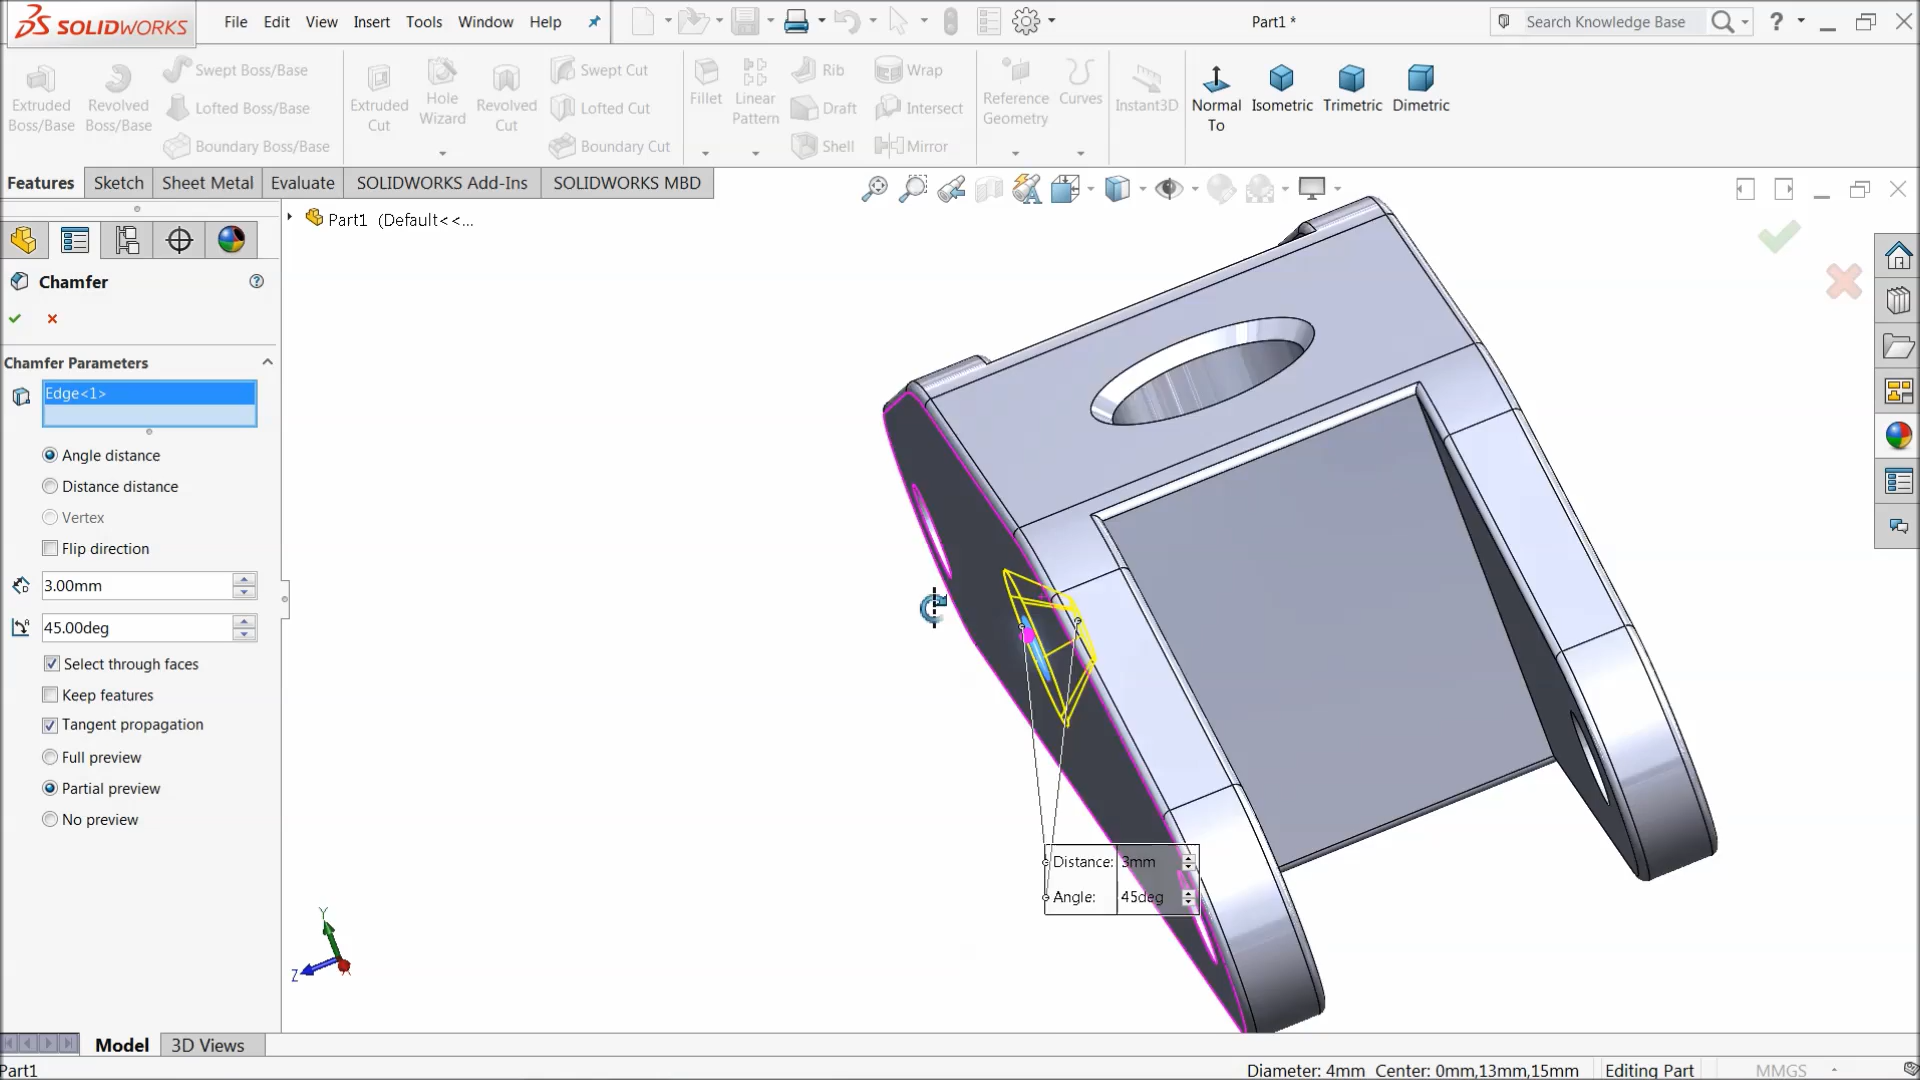 SOLIDWORKS
File Edit View Insert Tools Window Help
Part1 *
Search Knowledge Base
?
Extruded Boss/Base
Revolved Boss/Base
Swept Boss/Base
Lofted Boss/Base
Boundary Boss/Base
Extruded Cut
Hole Wizard
Revolved Cut
Swept Cut
Lofted Cut
Boundary Cut
Fillet
Linear Pattern
Rib
Draft
Shell
Wrap
Intersect
Mirror
Reference Geometry
Curves
Instant3D
Normal To
Isometric
Trimetric
Dimetric
Features Sketch Sheet Metal Evaluate SOLIDWORKS Add-Ins SOLIDWORKS MBD
Part1 (Default<<...
Chamfer
Chamfer Parameters
Edge<1>
Angle distance
Distance distance
Vertex
Flip direction
3.00mm
45.00deg
Select through faces
Keep features
Tangent propagation
Full preview
Partial preview
No preview
Distance: 3mm
Angle: 45deg
Y
Z
X
Model 3D Views
Part1
Diameter: 4mm Center: 0mm,13mm,15mm Editing Part MMGS